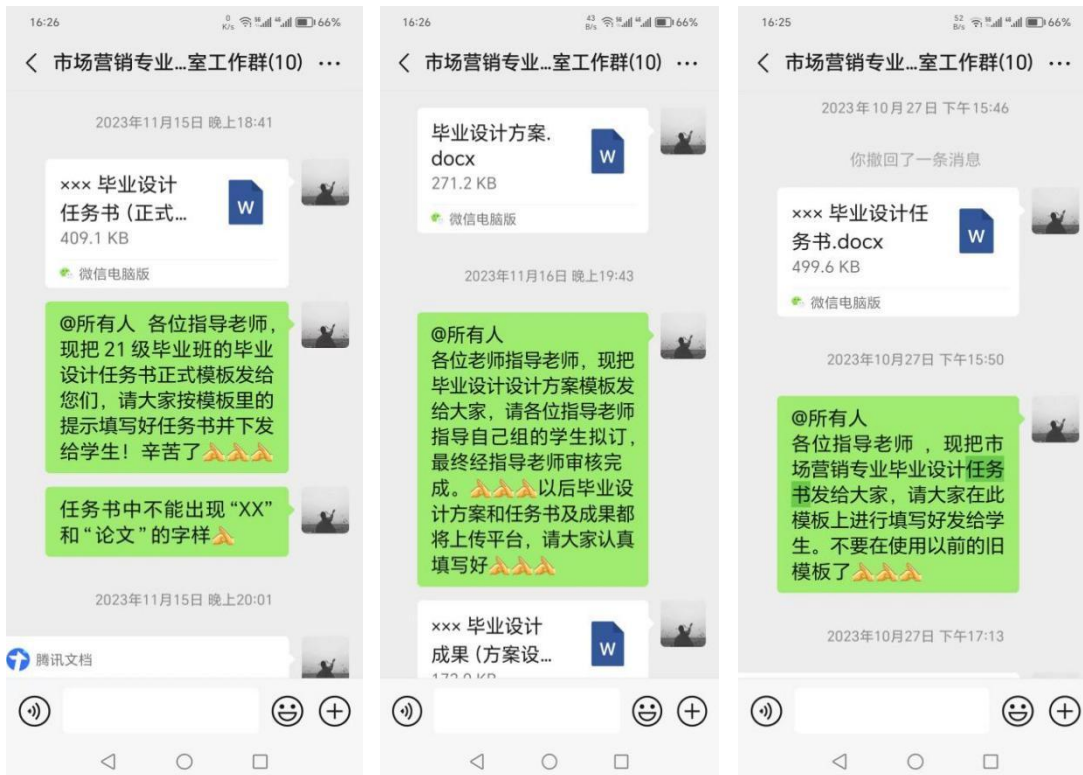 16:26
0 K/s
66%
市场营销专业...室工作群(10)
2023年11月15日 晚上18:41
××× 毕业设计
任务书 (正式...
409.1 KB
W
微信电脑版
@所有人 各位指导老师，
现把 21 级毕业班的毕业
设计任务书正式模板发给
您们，请大家按模板里的
提示填写好任务书并下发
给学生！辛苦了
任务书中不能出现“XX”
和“论文”的字样
2023年11月15日 晚上20:01
腾讯文档
16:26
43 B/s
66%
市场营销专业...室工作群(10)
毕业设计方案.
docx
271.2 KB
W
微信电脑版
2023年11月16日 晚上19:43
@所有人
各位老师指导老师，现把
毕业设计设计方案模板发
给大家，请各位指导老师
指导自己组的学生拟订，
最终经指导老师审核完
成。以后毕业设
计方案和任务书及成果都
将上传平台，请大家认真
填写好
××× 毕业设计
成果 (方案设...
W
16:25
52 B/s
66%
市场营销专业...室工作群(10)
2023年10月27日 下午15:46
你撤回了一条消息
××× 毕业设计任
务书.docx
499.6 KB
W
微信电脑版
2023年10月27日 下午15:50
@所有人
各位指导老师 ，现把市
场营销专业毕业设计任务
书发给大家，请大家在此
模板上进行填写好发给学
生。不要在使用以前的旧
模板了
2023年10月27日 下午17:13